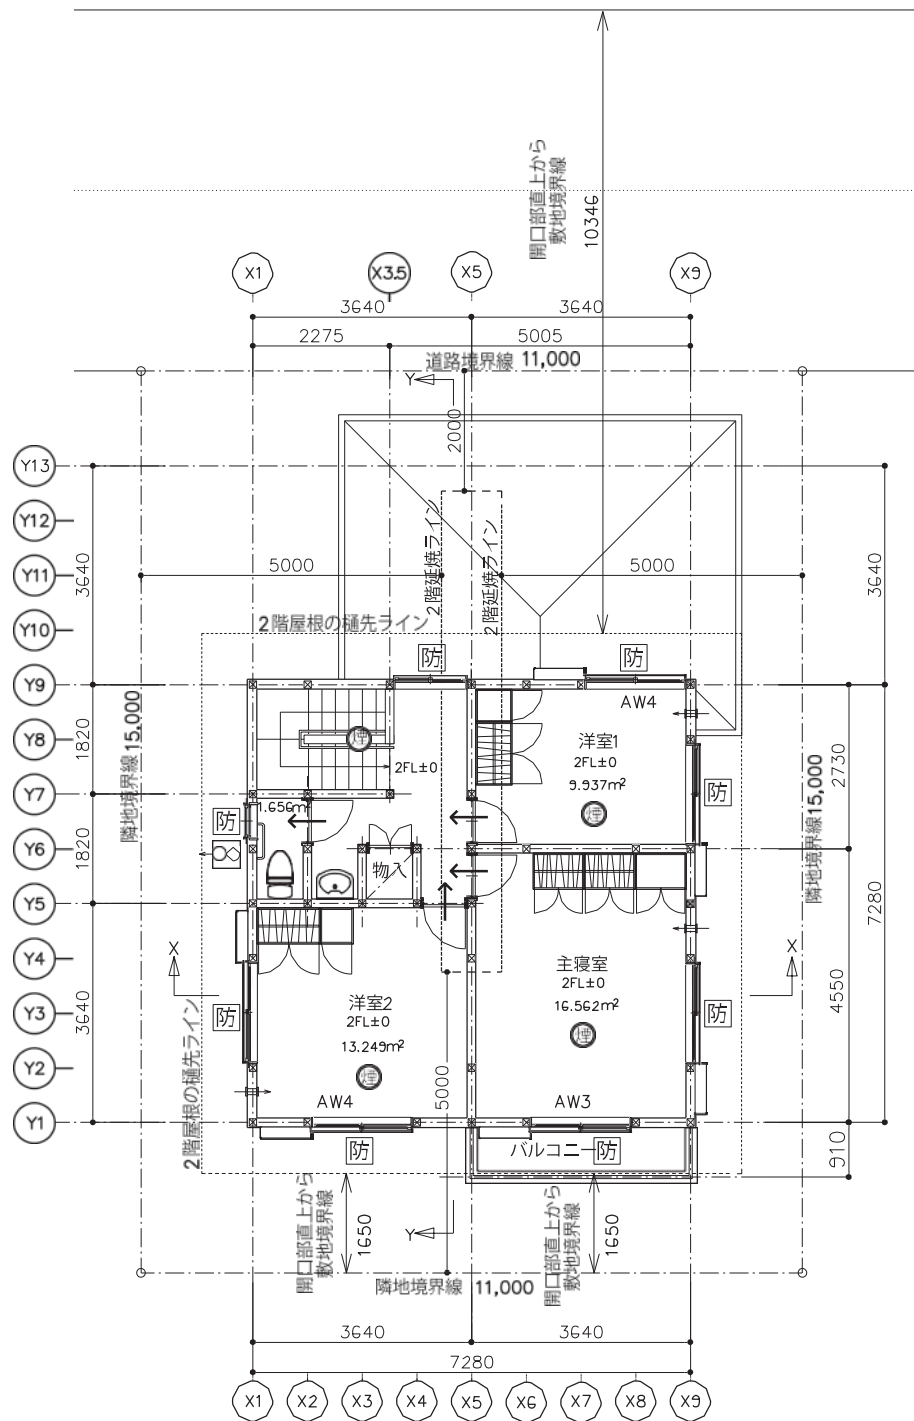 開口部直上から
敷地境界線
10346
X1
X3.5
X5
X9
3640
3640
2275
5005
道路境界線 11,000
Y
2000
Y13
Y12
Y11
Y10
Y9
Y8
Y7
Y6
Y5
Y4
Y3
Y2
Y1
3640
1820
1820
3640
5000
5000
3640
2階延焼ライン
2階延焼ライン
2階屋根の樋先ライン
防
防
AW4
隣地境界線15,000
煙
2FL±0
洋室1
2FL±0
9.937m²
煙
防
2730
隣地境界線15,000
1.656m²
防
物入
7280
X
主寝室
2FL±0
16.562m²
煙
防
X
4550
防
洋室2
2FL±0
13.249m²
煙
2階屋根の樋先ライン
5000
AW4
AW3
防
バルコニー
防
910
開口部直上から
敷地境界線
1650
Y
開口部直上から
敷地境界線
1650
隣地境界線 11,000
3640
3640
7280
X1
X2
X3
X4
X5
X6
X7
X8
X9